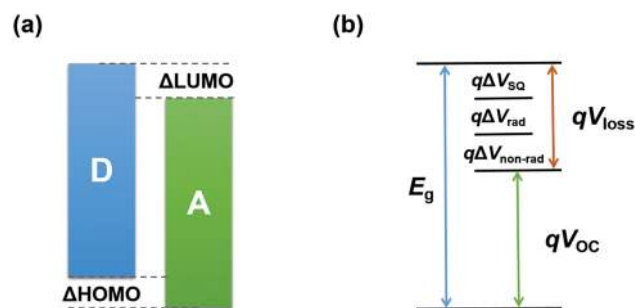 (a)
ΔLUMO
D
A
ΔHOMO
(b)
qΔV_SQ
qΔV_rad
qΔV_non-rad
qV_loss
E_g
qV_OC